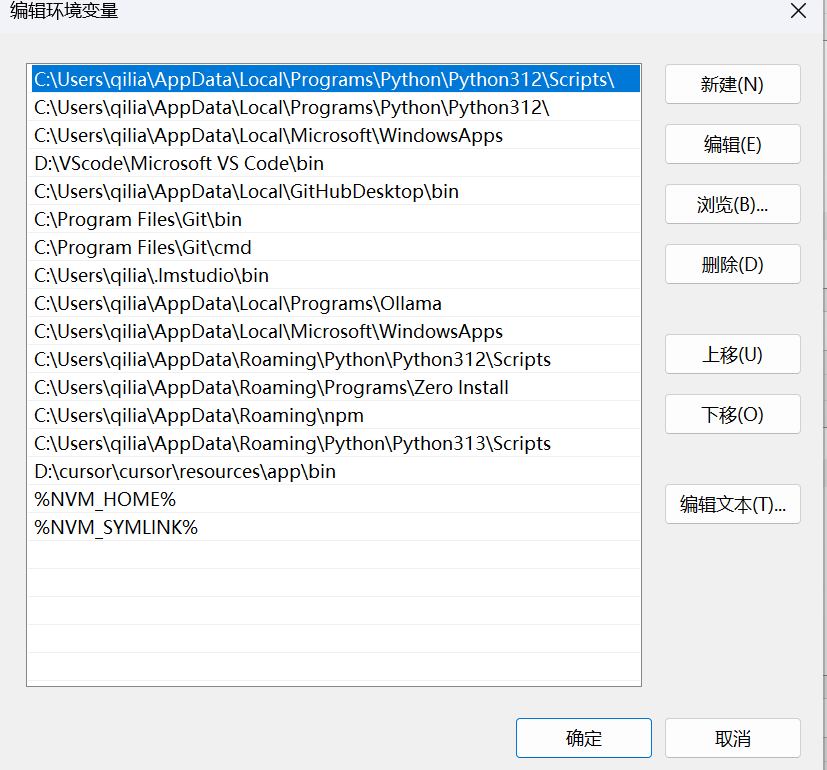 编辑环境变量
C:\Users\qilia\AppData\Local\Programs\Python\Python312\Scripts\
新建(N)
C:\Users\qilia\AppData\Local\Programs\Python\Python312\
C:\Users\qilia\AppData\Local\Microsoft\WindowsApps
编辑(E)
D:\VScode\Microsoft VS Code\bin
C:\Users\qilia\AppData\Local\GitHubDesktop\bin
浏览(B)...
C:\Program Files\Git\bin
C:\Program Files\Git\cmd
删除(D)
C:\Users\qilia\.lmstudio\bin
C:\Users\qilia\AppData\Local\Programs\Ollama
C:\Users\qilia\AppData\Local\Microsoft\WindowsApps
上移(U)
C:\Users\qilia\AppData\Roaming\Python\Python312\Scripts
C:\Users\qilia\AppData\Roaming\Programs\Zero Install
C:\Users\qilia\AppData\Roaming\npm
下移(O)
C:\Users\qilia\AppData\Roaming\Python\Python313\Scripts
D:\cursor\cursor\resources\app\bin
%NVM_HOME%
编辑文本(T)...
%NVM_SYMLINK%
确定
取消